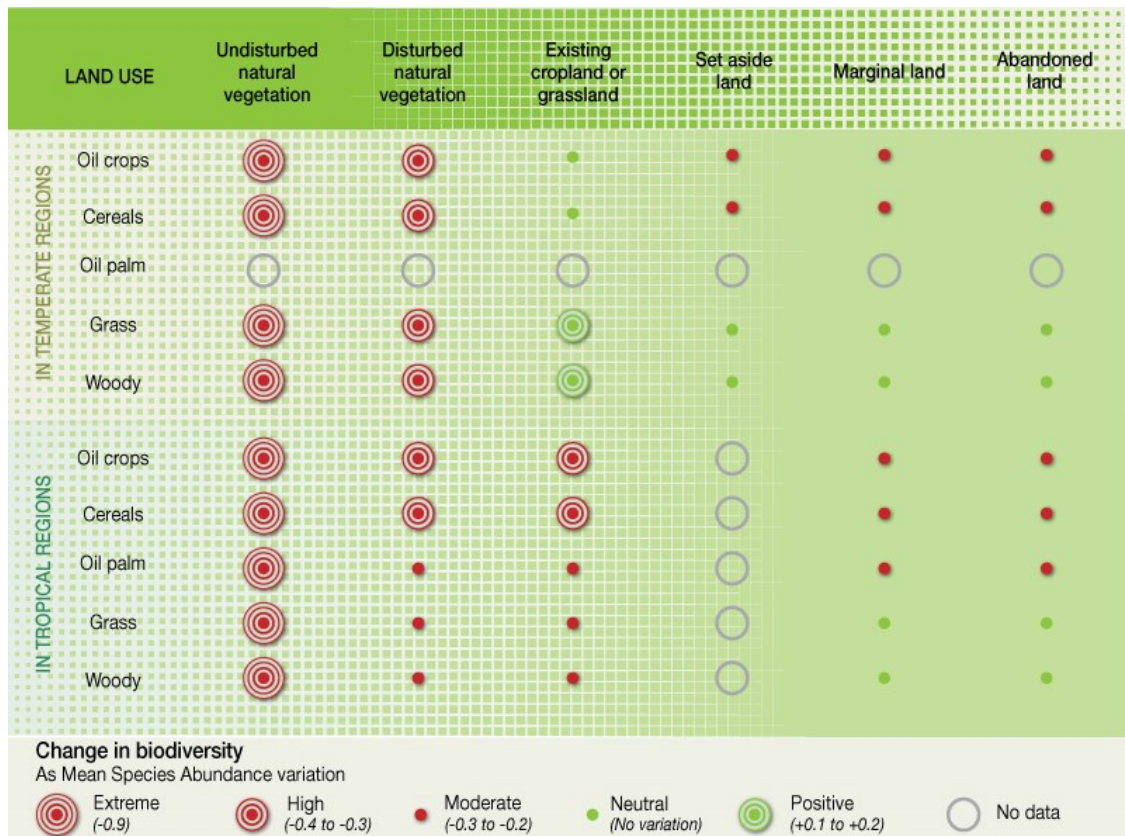 LAND USE
Undisturbed
natural
vegetation
Disturbed
natural
vegetation
Existing
cropland or
grassland
Set aside
land
Marginal land
Abandoned
land
IN TEMPERATE REGIONS
Oil crops
Cereals
Oil palm
Grass
Woody
IN TROPICAL REGIONS
Oil crops
Cereals
Oil palm
Grass
Woody
Change in biodiversity
As Mean Species Abundance variation
Extreme
(-0.9)
High
(-0.4 to -0.3)
Moderate
(-0.3 to -0.2)
Neutral
(No variation)
Positive
(+0.1 to +0.2)
No data